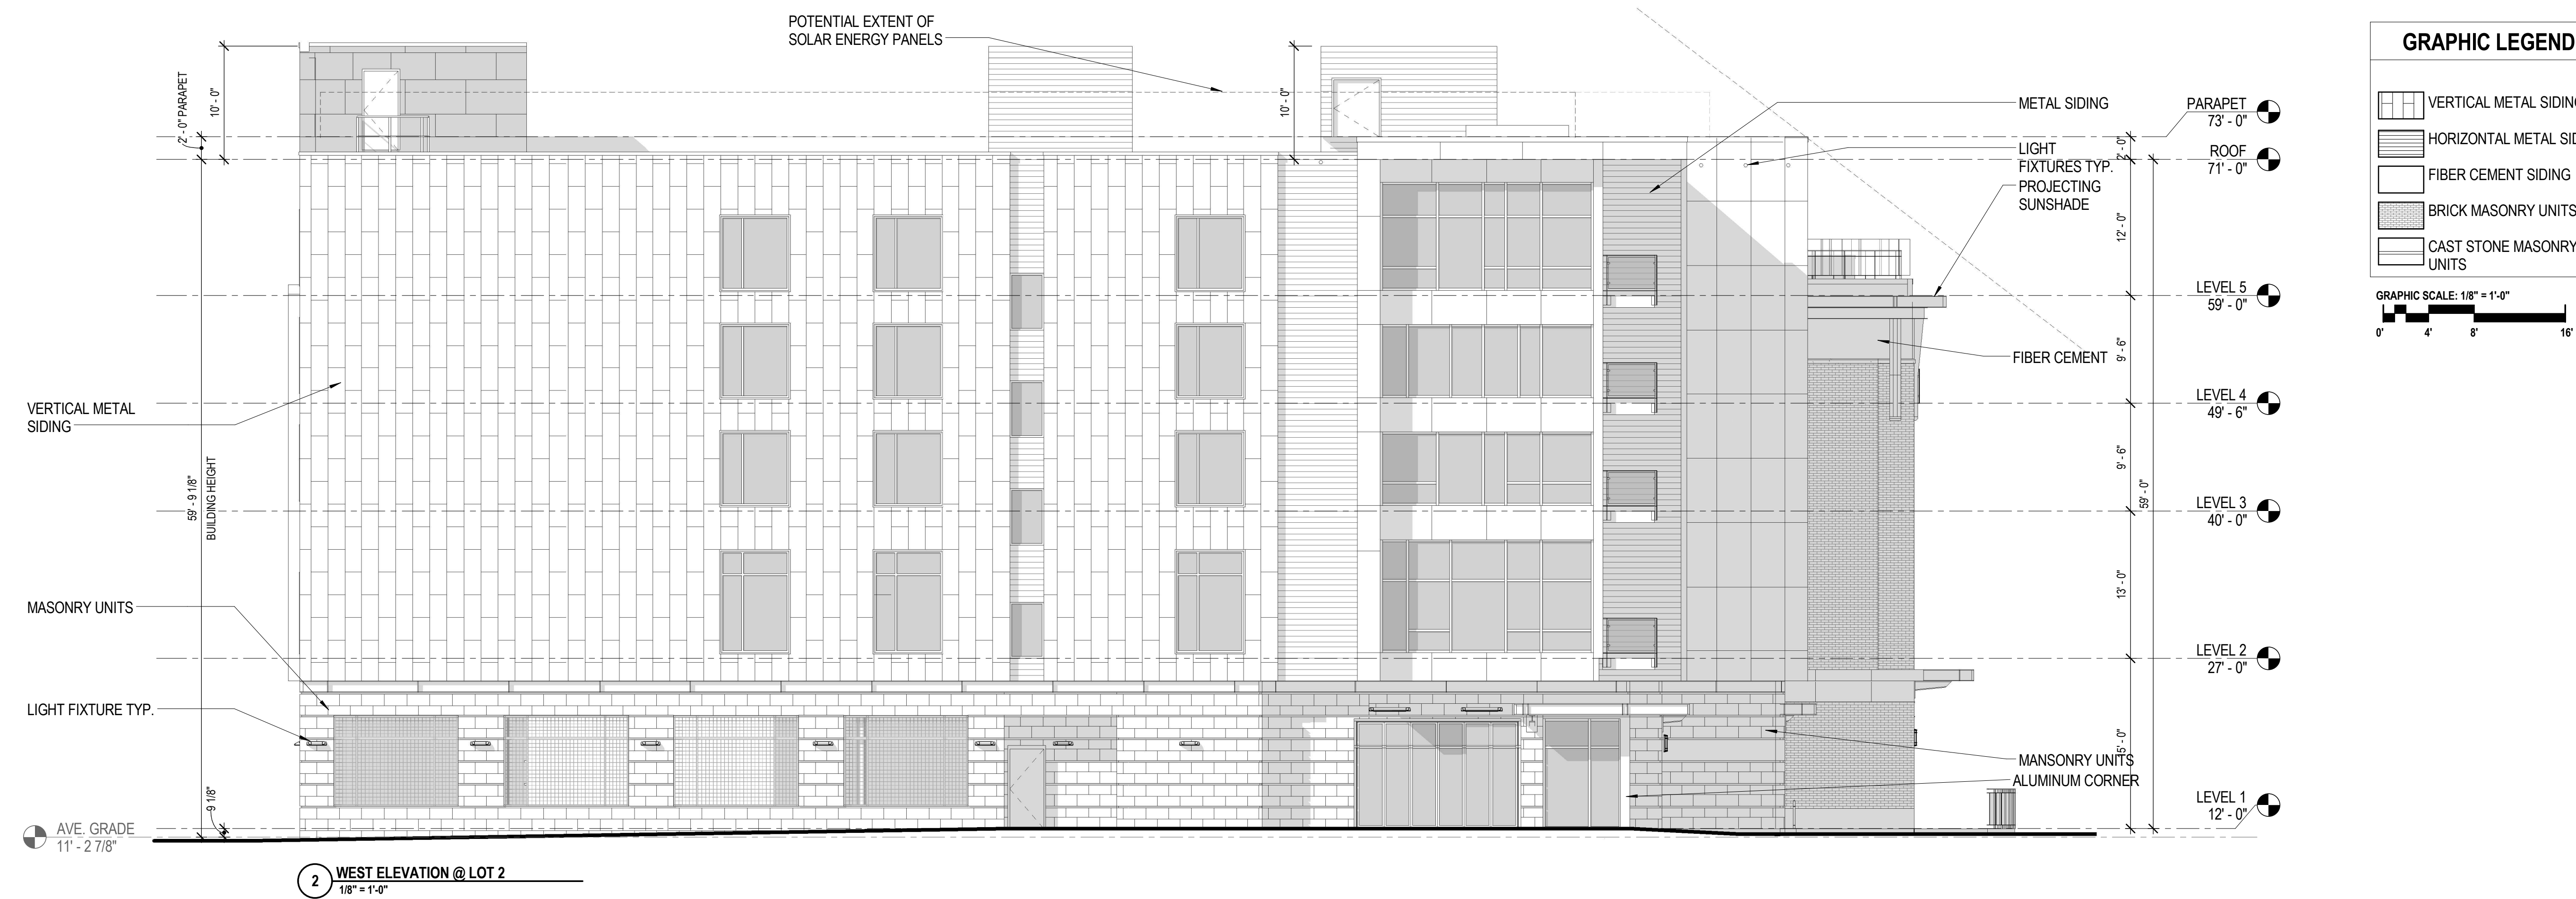 POTENTIAL EXTENT OF
SOLAR ENERGY PANELS
2' - 0" PARAPET
10' - 0"
10' - 0"
METAL SIDING
LIGHT
FIXTURES TYP.
PROJECTING
SUNSHADE
FIBER CEMENT
VERTICAL METAL
SIDING
MASONRY UNITS
LIGHT FIXTURE TYP.
59' - 9 1/8"
BUILDING HEIGHT
9 1/8"
AVE. GRADE
11' - 2 7/8"
MANSONRY UNITS
ALUMINUM CORNER
2' - 0"
12' - 0"
9' - 6"
9' - 6"
13' - 0"
15' - 0"
59' - 0"
PARAPET
73' - 0"
ROOF
71' - 0"
LEVEL 5
59' - 0"
LEVEL 4
49' - 6"
LEVEL 3
40' - 0"
LEVEL 2
27' - 0"
LEVEL 1
12' - 0"
2
WEST ELEVATION @ LOT 2
1/8" = 1'-0"
GRAPHIC LEGEND
VERTICAL METAL SIDING
HORIZONTAL METAL SID
FIBER CEMENT SIDING
BRICK MASONRY UNITS
CAST STONE MASONRY
UNITS
GRAPHIC SCALE: 1/8" = 1'-0"
0' 4' 8' 16'